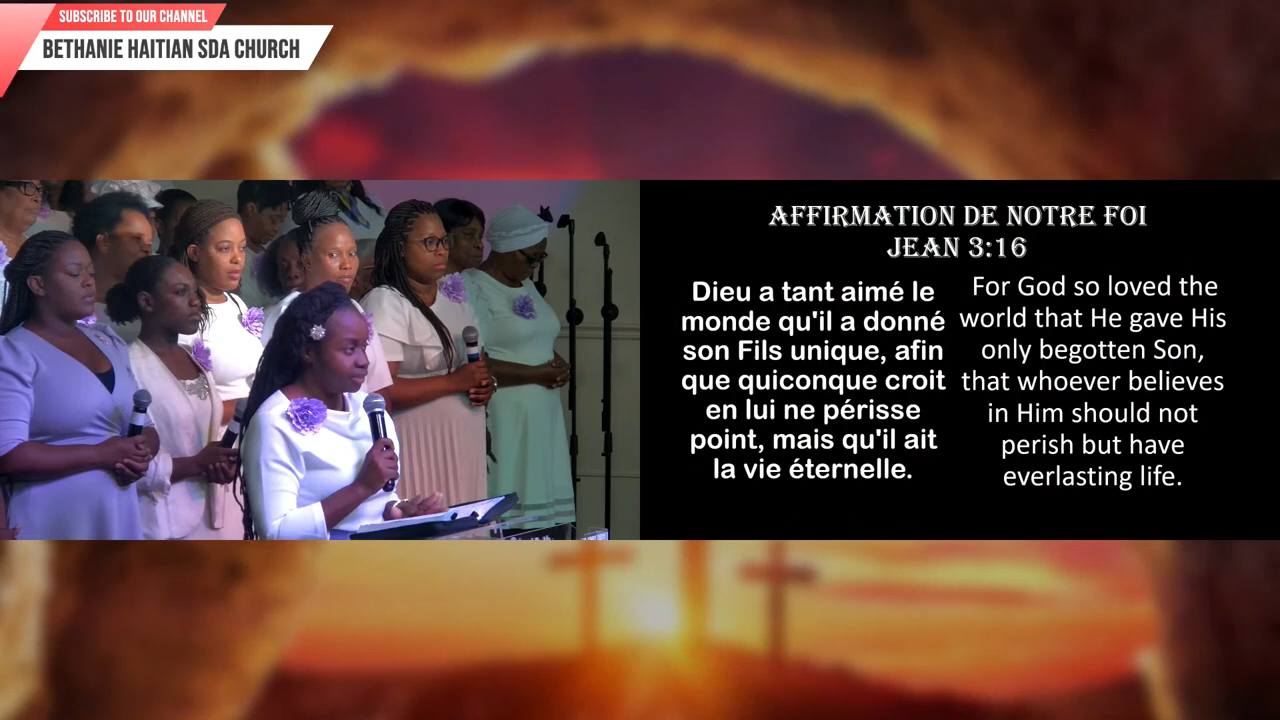 SUBSCRIBE TO OUR CHANNEL
BETHANIE HAITIAN SDA CHURCH
AFFIRMATION DE NOTRE FOI
JEAN 3:16
Dieu a tant aimé le
monde qu'il a donné
son Fils unique, afin
que quiconque croit
en lui ne périsse
point, mais qu'il ait
la vie éternelle.
For God so loved the
world that He gave His
only begotten Son,
that whoever believes
in Him should not
perish but have
everlasting life.